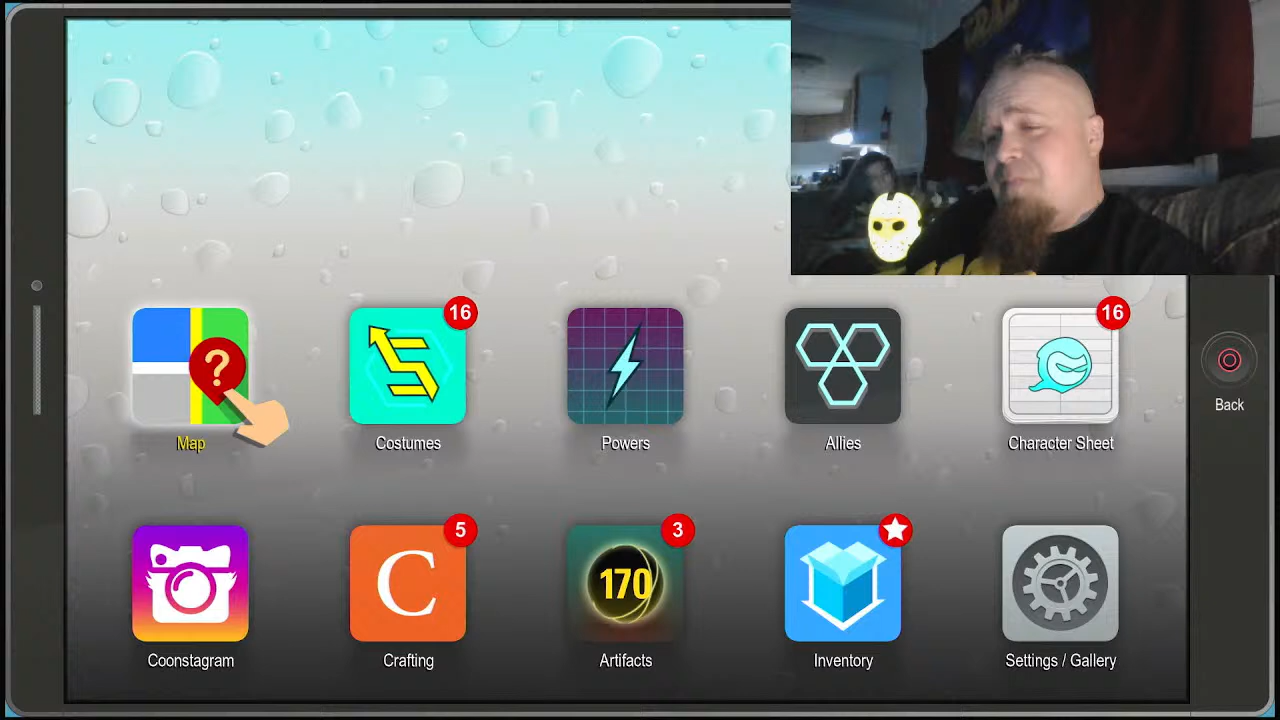 16
16
?
Back
Map
Costumes
Powers
Allies
Character Sheet
5
3
C
170
Coonstagram
Crafting
Artifacts
Inventory
Settings / Gallery